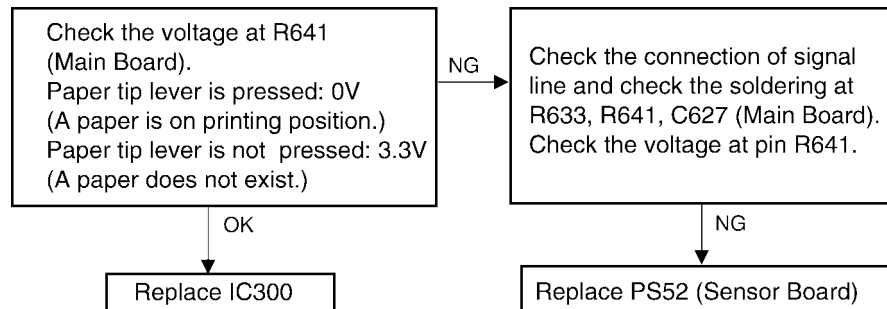 Check the voltage at R641
(Main Board).
Paper tip lever is pressed: 0V
(A paper is on printing position.)
Paper tip lever is not pressed: 3.3V
(A paper does not exist.)
NG
Check the connection of signal
line and check the soldering at
R633, R641, C627 (Main Board).
Check the voltage at pin R641.
OK
NG
Replace IC300
Replace PS52 (Sensor Board)